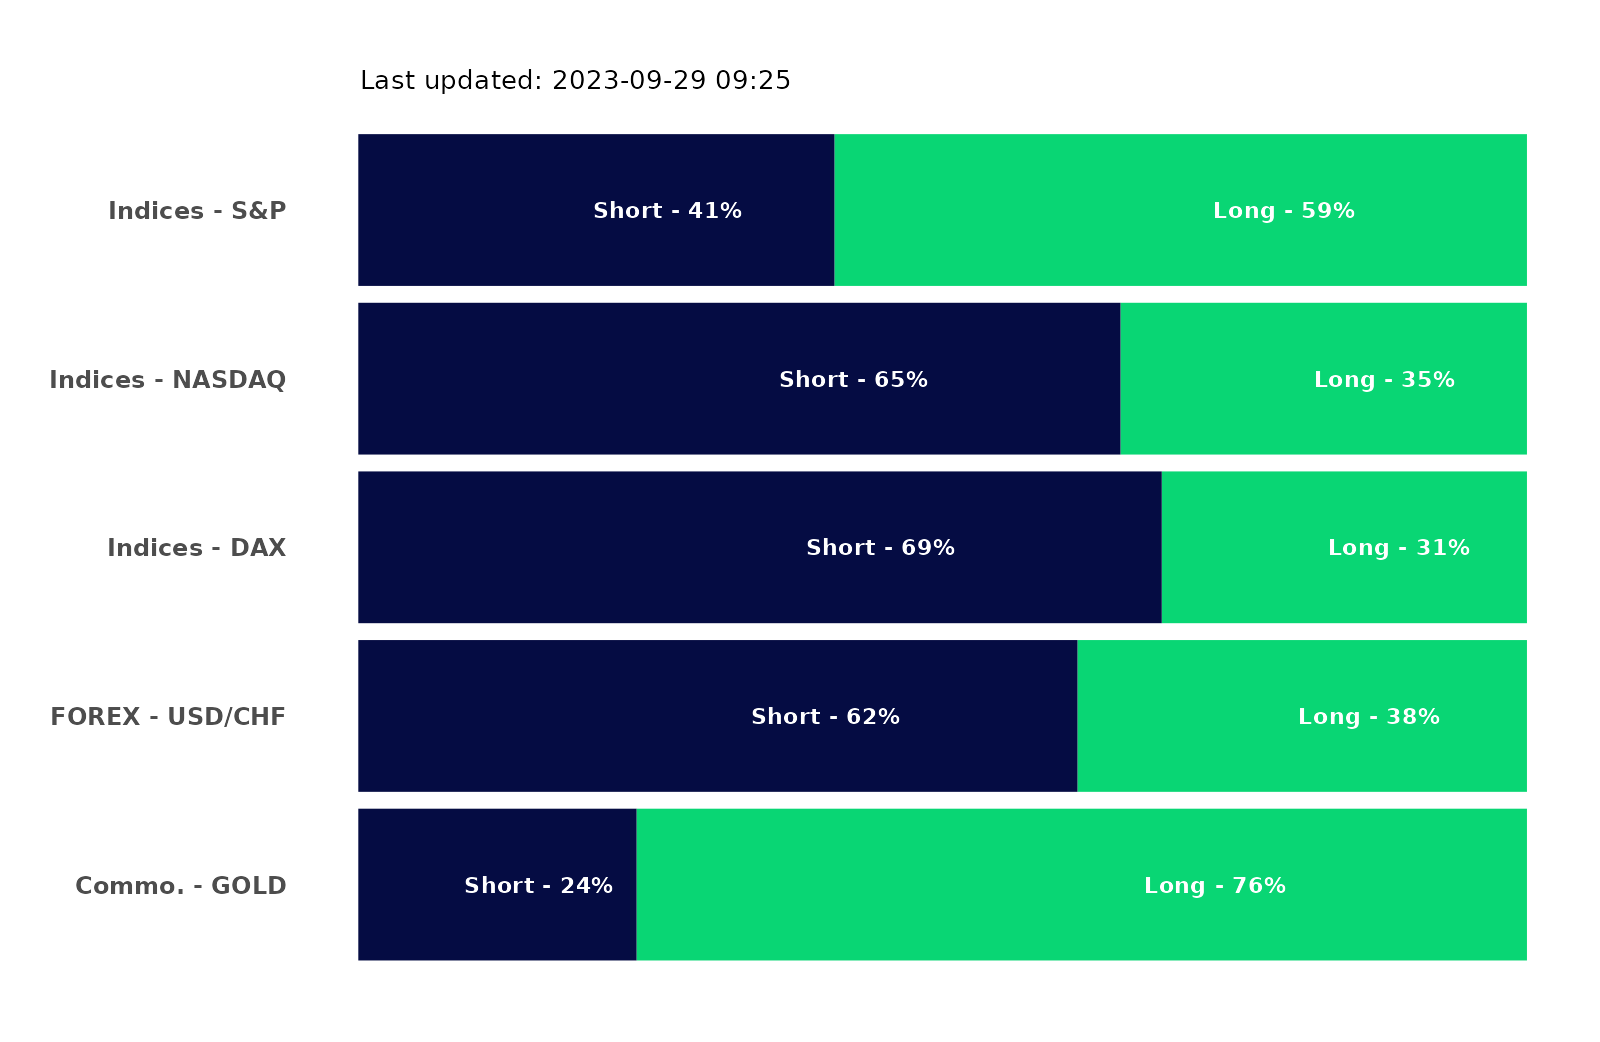 Last updated: 2023-09-29 09:25
Indices - S&P Short - 41% Long - 59%
Indices - NASDAQ Short - 65% Long - 35%
Indices - DAX Short - 69% Long - 31%
FOREX - USD/CHF Short - 62% Long - 38%
Commo. - GOLD Short - 24% Long - 76%